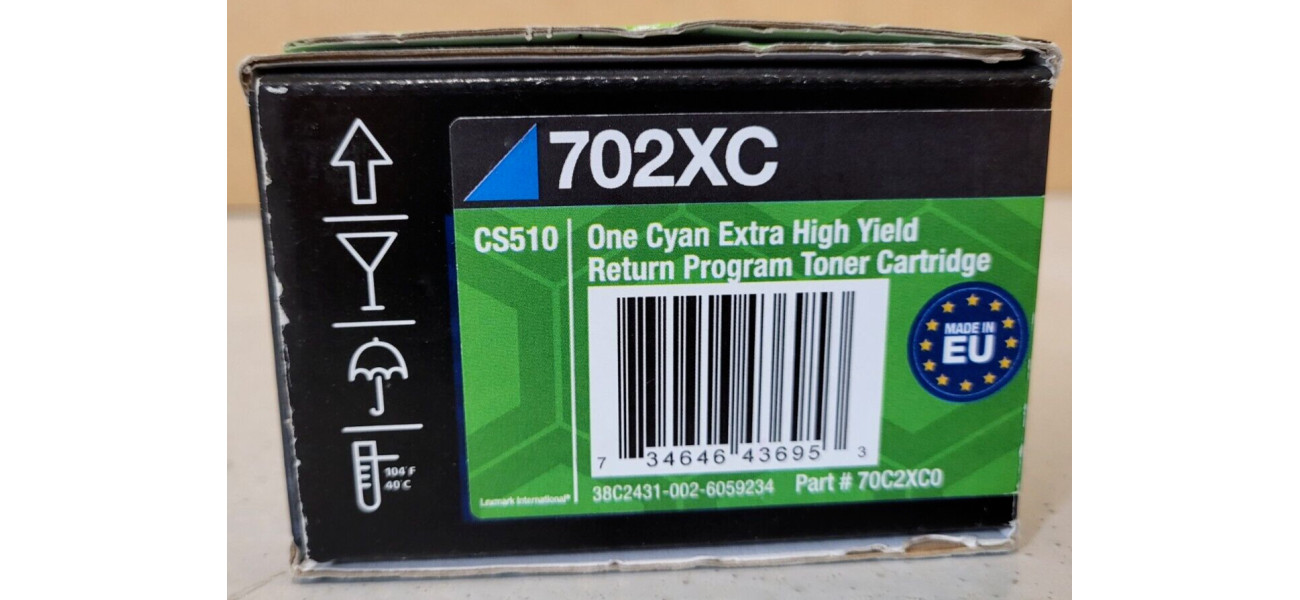 702XC
CS510
One Cyan Extra High Yield
Return Program Toner Cartridge
MADE IN
EU
7 34646 43695 3
38C2431-002-6059234 Part # 70C2XC0
Lexmark International®
104°F
40°C